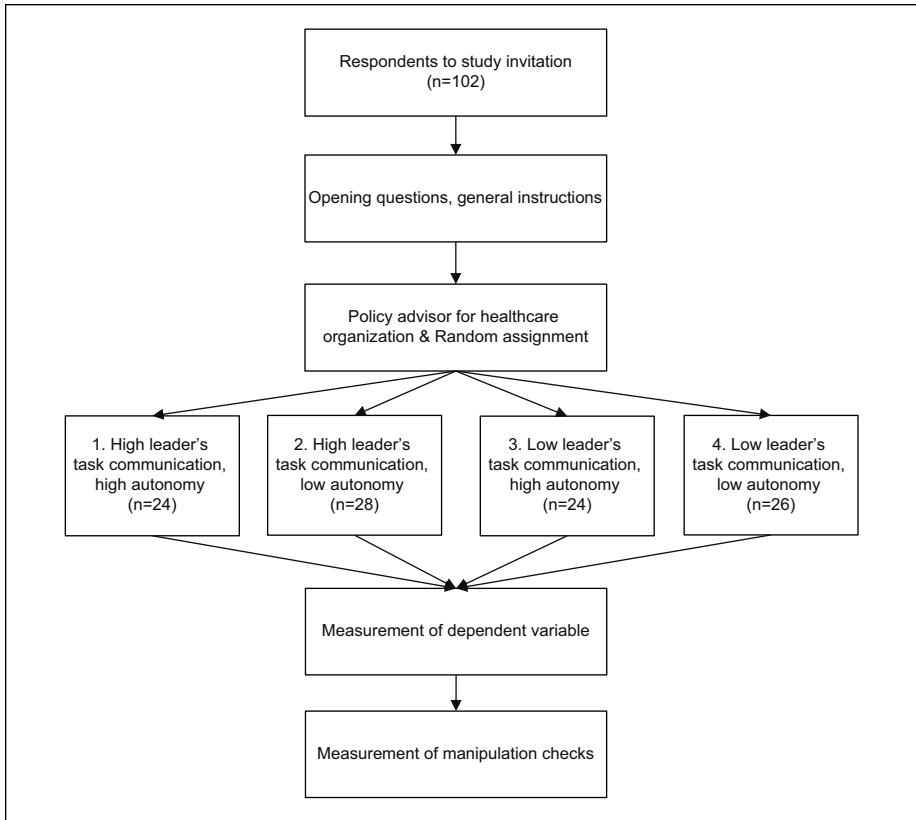 Respondents to study invitation
(n=102)
Opening questions, general instructions
Policy advisor for healthcare
organization & Random assignment
1. High leader's
task communication,
high autonomy
(n=24)
2. High leader's
task communication,
low autonomy
(n=28)
3. Low leader's
task communication,
high autonomy
(n=24)
4. Low leader's
task communication,
low autonomy
(n=26)
Measurement of dependent variable
Measurement of manipulation checks